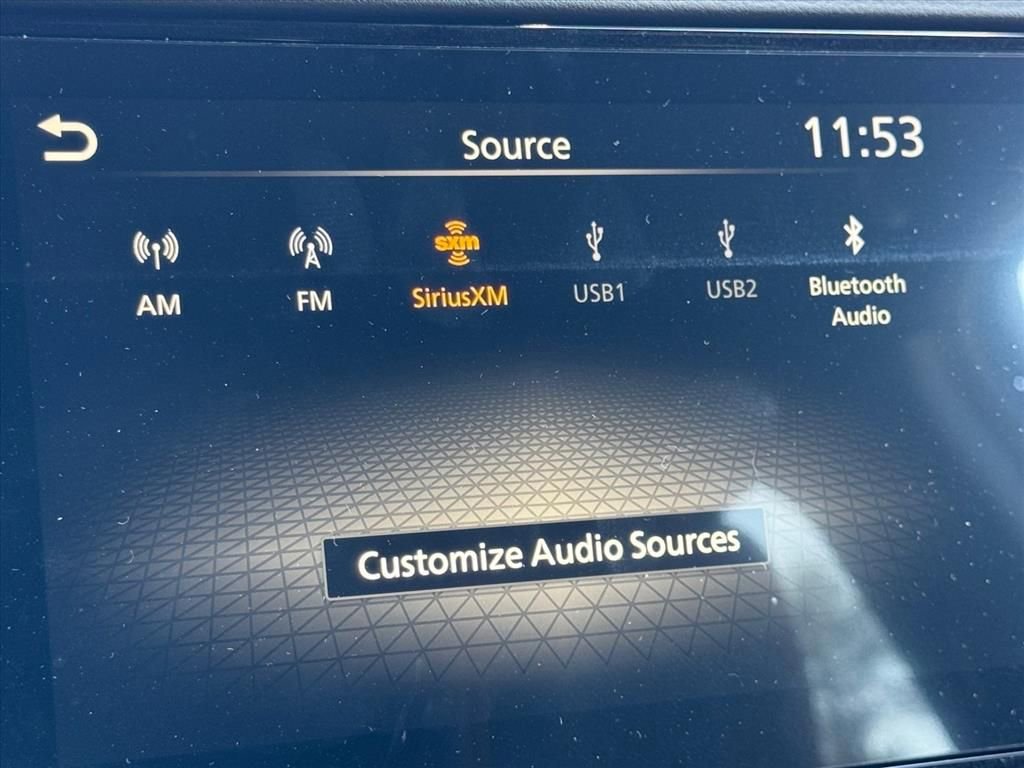 Source
11:53
sxm
AM
FM
SiriusXM
USB1
USB2
Bluetooth
Audio
Customize Audio Sources